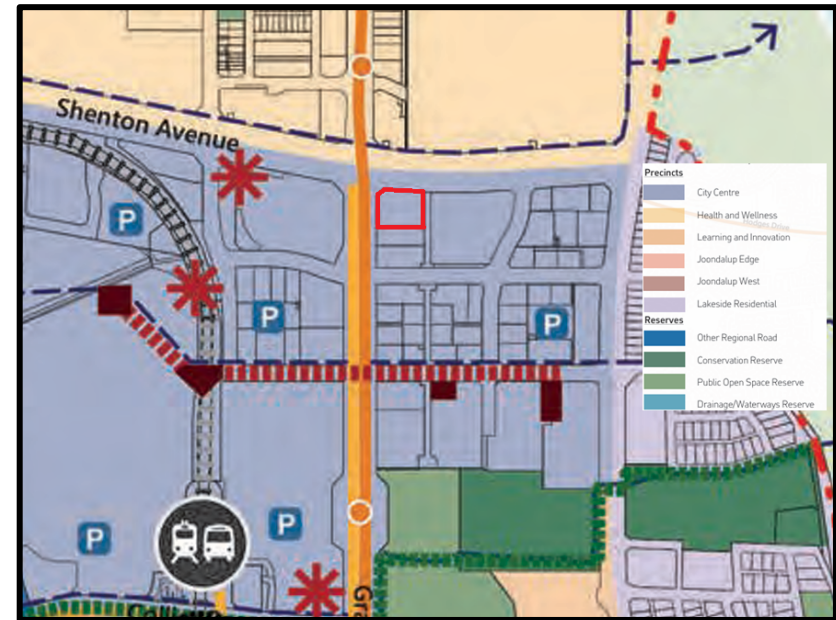 Shenton Avenue
P
P
P
P
P
Gra
Precincts
City Centre
Health and Wellness
Learning and Innovation
Joondalup Edge
Joondalup West
Lakeside Residential
Reserves
Other Regional Road
Conservation Reserve
Public Open Space Reserve
Drainage/Waterways Reserve